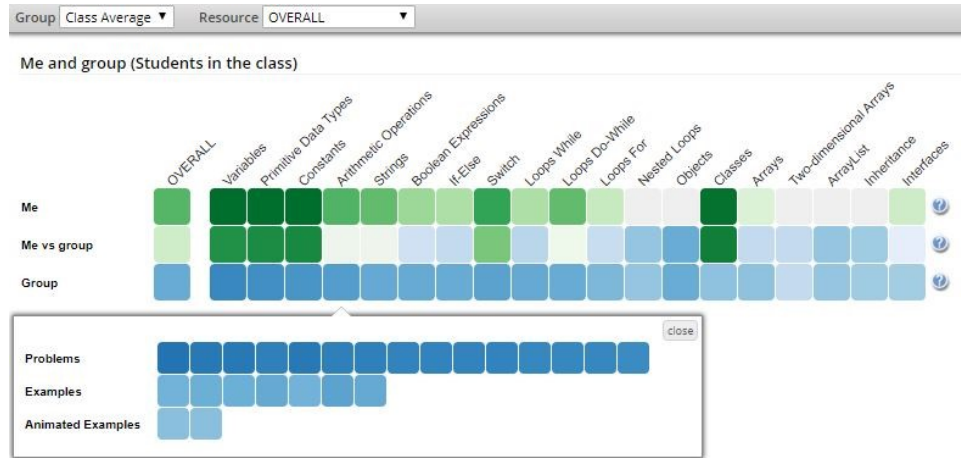 Group Class Average ▼ Resource OVERALL ▼
Me and group (Students in the class)
OVERALL
Variables
Primitive Data Types
Constants
Arithmetic Operations
Strings
Boolean Expressions
If-Else
Switch
Loops While
Loops Do-While
Loops For
Nested Loops
Objects
Classes
Arrays
Two-dimensional Arrays
ArrayList
Inheritance
Interfaces
Me ?
Me vs group ?
Group ?
close
Problems
Examples
Animated Examples